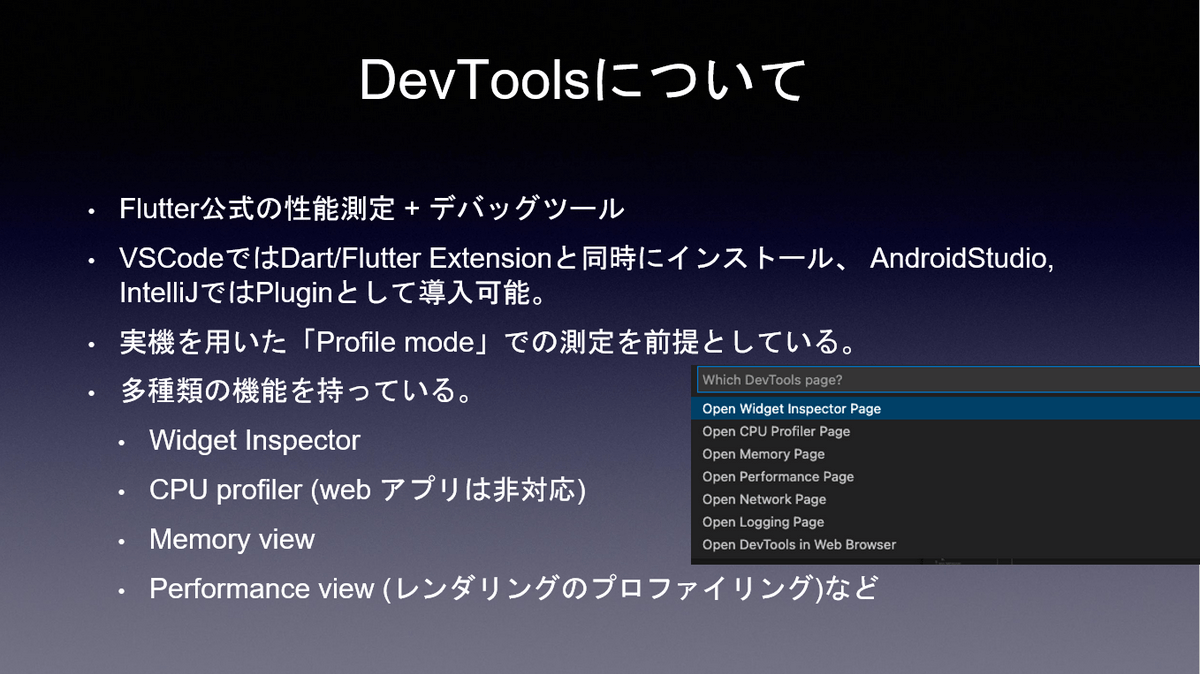 DevToolsについて
• Flutter公式の性能測定 + デバッグツール
• VSCodeではDart/Flutter Extensionと同時にインストール、 AndroidStudio,
IntelliJではPluginとして導入可能。
• 実機を用いた「Profile mode」での測定を前提としている。
• 多種類の機能を持っている。
• Widget Inspector
• CPU profiler (web アプリは非対応)
• Memory view
• Performance view (レンダリングのプロファイリング)など
Which DevTools page?
Open Widget Inspector Page
Open CPU Profiler Page
Open Memory Page
Open Performance Page
Open Network Page
Open Logging Page
Open DevTools in Web Browser